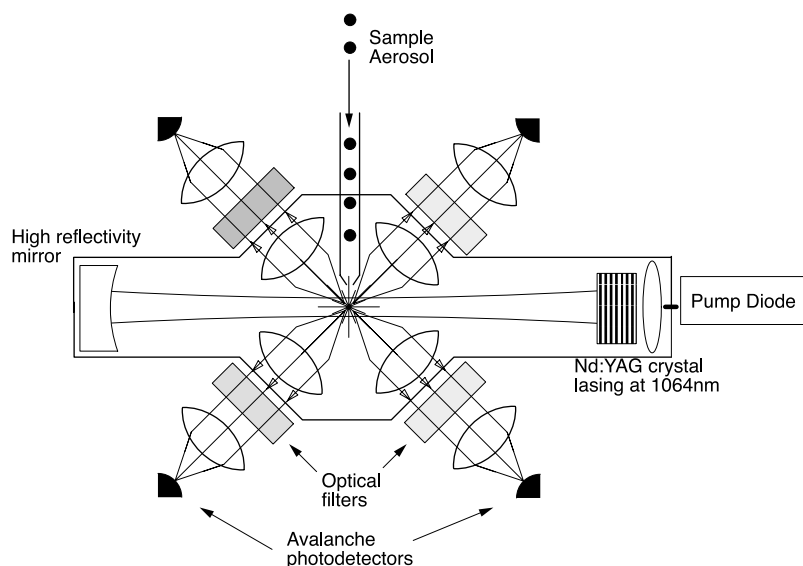 Sample
Aerosol
High reflectivity
mirror
Pump Diode
Nd:YAG crystal
lasing at 1064nm
Optical
filters
Avalanche
photodetectors